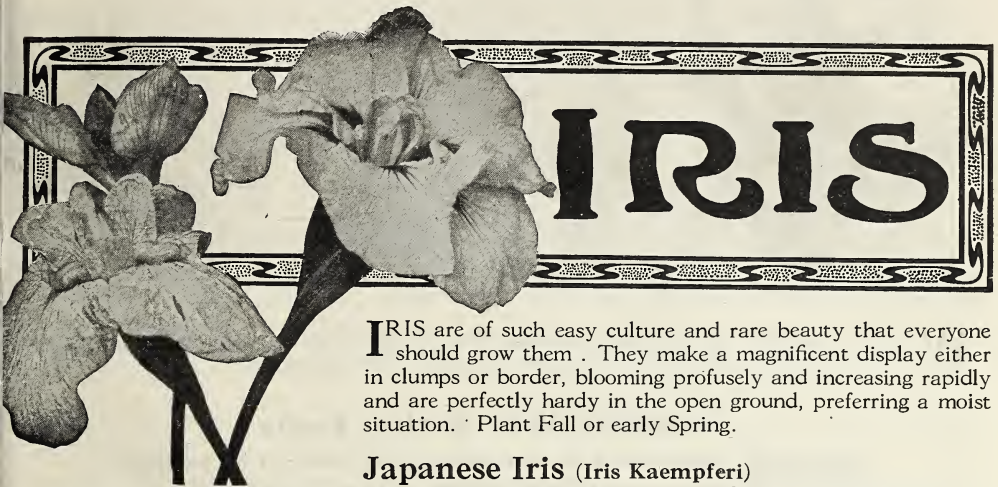 IRIS
IRIS are of such easy culture and rare beauty that everyone
should grow them . They make a magnificent display either
in clumps or border, blooming profusely and increasing rapidly
and are perfectly hardy in the open ground, preferring a moist
situation. Plant Fall or early Spring.
Japanese Iris (Iris Kaempferi)